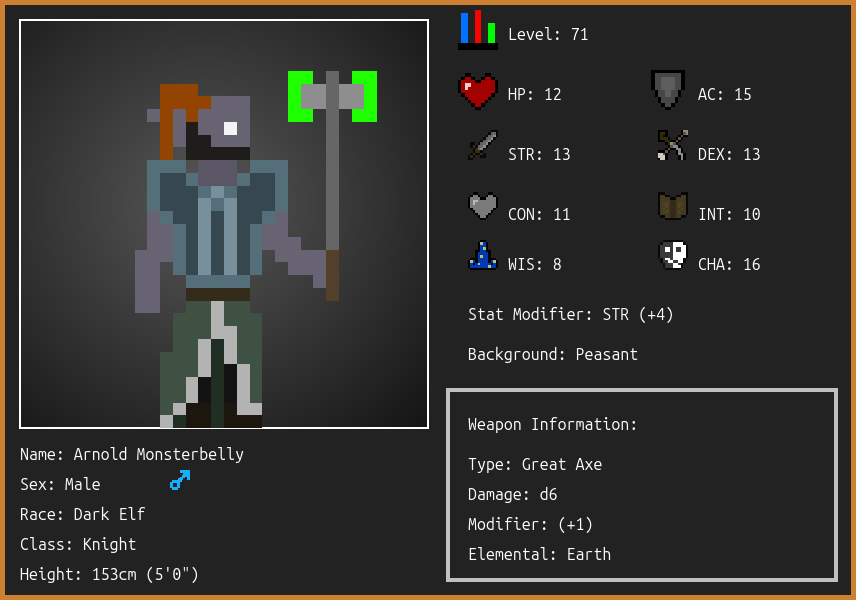 Level: 71
HP: 12
AC: 15
STR: 13
DEX: 13
CON: 11
INT: 10
WIS: 8
CHA: 16
Stat Modifier: STR (+4)
Background: Peasant
Weapon Information:
Type: Great Axe
Damage: d6
Modifier: (+1)
Elemental: Earth
Name: Arnold Monsterbelly
Sex: Male
Race: Dark Elf
Class: Knight
Height: 153cm (5'0")